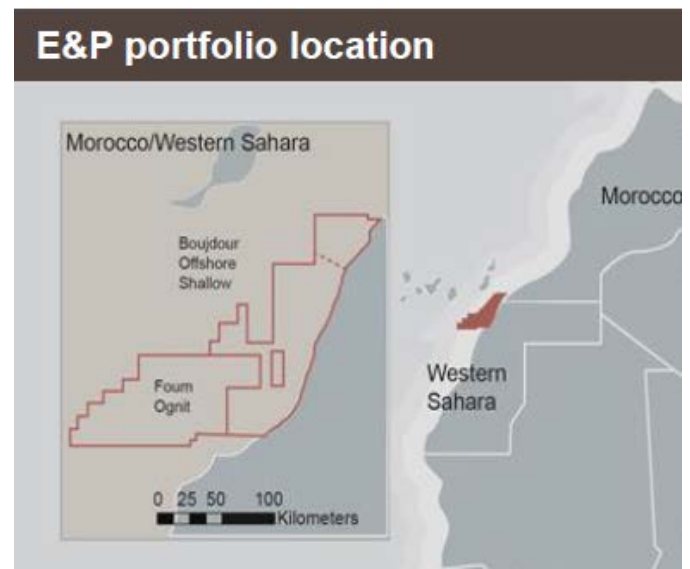 E&P portfolio location
Morocco/Western Sahara
Boujdour
Offshore
Shallow
Foum
Ognit
0 25 50 100
Kilometers
Morocco
Western
Sahara